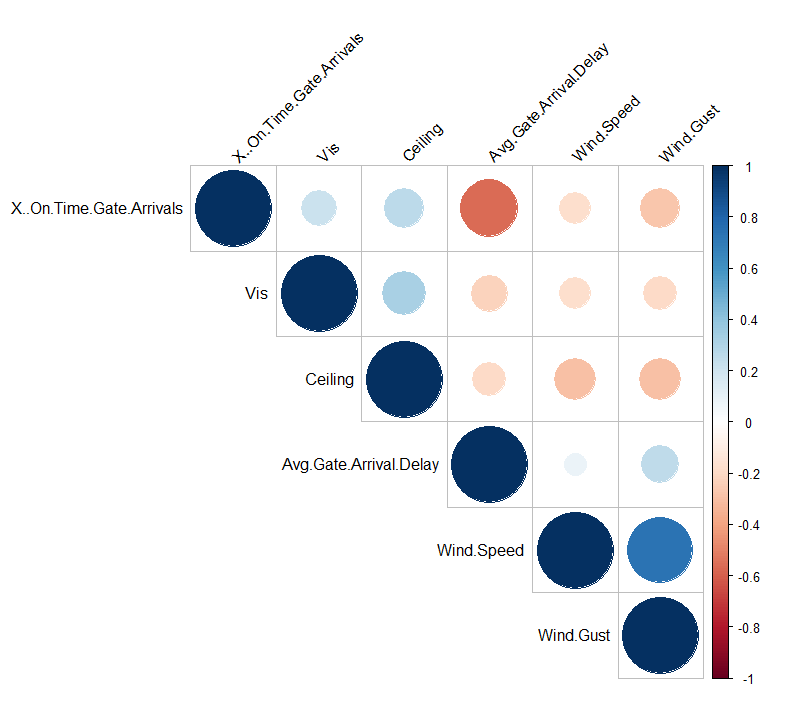 X..On.Time.Gate.Arrivals
Vis
Ceiling
Avg.Gate.Arrival.Delay
Wind.Speed
Wind.Gust
X..On.Time.Gate.Arrivals
Vis
Ceiling
Avg.Gate.Arrival.Delay
Wind.Speed
Wind.Gust
1
0.8
0.6
0.4
0.2
0
-0.2
-0.4
-0.6
-0.8
-1